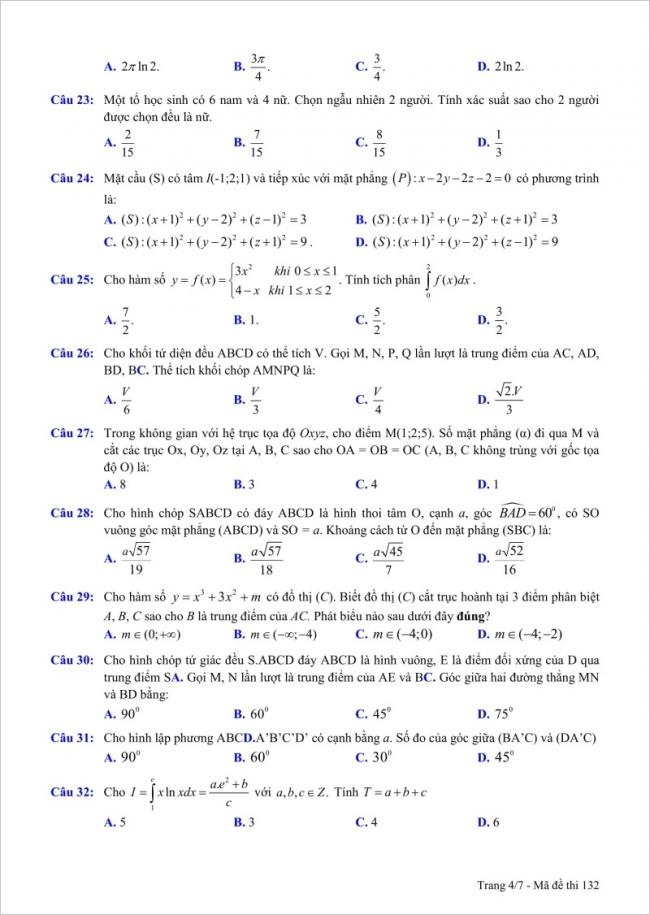 A. 2π ln 2. B. 3π/4. C. 3/4. D. 2 ln 2.
Câu 23: Một tổ học sinh có 6 nam và 4 nữ. Chọn ngẫu nhiên 2 người. Tính xác suất sao cho 2 người
được chọn đều là nữ.
A. 2/15 B. 7/15 C. 8/15 D. 1/3
Câu 24: Mặt cầu (S) có tâm I(-1;2;1) và tiếp xúc với mặt phẳng (P): x − 2y − 2z − 2 = 0 có phương trình
là:
A. (S): (x+1)² + (y−2)² + (z−1)² = 3 B. (S): (x+1)² + (y−2)² + (z+1)² = 3
C. (S): (x+1)² + (y−2)² + (z+1)² = 9. D. (S): (x+1)² + (y−2)² + (z−1)² = 9
Câu 25: Cho hàm số y = f(x) = { 3x² khi 0 ≤ x ≤ 1; 4 − x khi 1 ≤ x ≤ 2 . Tính tích phân ∫₀² f(x)dx .
A. 7/2. B. 1. C. 5/2. D. 3/2.
Câu 26: Cho khối tứ diện đều ABCD có thể tích V. Gọi M, N, P, Q lần lượt là trung điểm của AC, AD,
BD, BC. Thể tích khối chóp AMNPQ là:
A. V/6 B. V/3 C. V/4 D. √2.V/3
Câu 27: Trong không gian với hệ trục tọa độ Oxyz, cho điểm M(1;2;5). Số mặt phẳng (α) đi qua M và
cắt các trục Ox, Oy, Oz tại A, B, C sao cho OA = OB = OC (A, B, C không trùng với gốc tọa
độ O) là:
A. 8 B. 3 C. 4 D. 1
Câu 28: Cho hình chóp SABCD có đáy ABCD là hình thoi tâm O, cạnh a, góc BAD = 60⁰, có SO
vuông góc mặt phẳng (ABCD) và SO = a. Khoảng cách từ O đến mặt phẳng (SBC) là:
A. a√57/19 B. a√57/18 C. a√45/7 D. a√52/16
Câu 29: Cho hàm số y = x³ + 3x² + m có đồ thị (C). Biết đồ thị (C) cắt trục hoành tại 3 điểm phân biệt
A, B, C sao cho B là trung điểm của AC. Phát biểu nào sau dưới đây đúng?
A. m ∈ (0; +∞) B. m ∈ (−∞; −4) C. m ∈ (−4; 0) D. m ∈ (−4; −2)
Câu 30: Cho hình chóp tứ giác đều S.ABCD đáy ABCD là hình vuông, E là điểm đối xứng của D qua
trung điểm SA. Gọi M, N lần lượt là trung điểm của AE và BC. Góc giữa hai đường thẳng MN
và BD bằng:
A. 90⁰ B. 60⁰ C. 45⁰ D. 75⁰
Câu 31: Cho hình lập phương ABCD.A’B’C’D’ có cạnh bằng a. Số đo của góc giữa (BA’C) và (DA’C)
A. 90⁰ B. 60⁰ C. 30⁰ D. 45⁰
Câu 32: Cho I = ∫₁ᵉ x ln xdx = (a.e² + b)/c với a, b, c ∈ Z. Tính T = a + b + c
A. 5 B. 3 C. 4 D. 6
Trang 4/7 - Mã đề thi 132